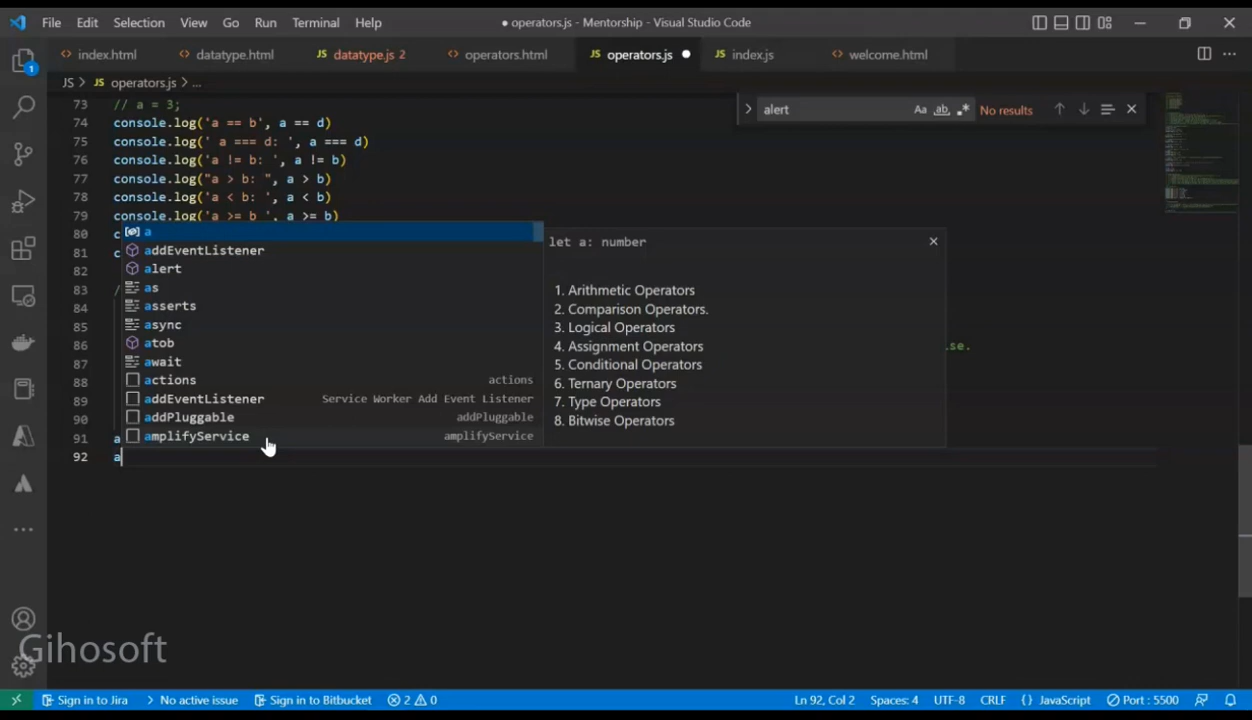 File Edit Selection View Go Run Terminal Help
● operators.js - Mentorship - Visual Studio Code
index.html datatype.html JS datatype.js 2 operators.html JS operators.js ● JS index.js welcome.html
JS > JS operators.js > ...
alert Aa ab No results
73 // a = 3;
74 console.log('a == b', a == d)
75 console.log(' a === d: ', a === d)
76 console.log('a != b: ', a != b)
77 console.log("a > b: ", a > b)
78 console.log('a < b: ', a < b)
79 console.log('a >= b ', a >= b)
80 c
81 c
82
83 /
84
85
86 lse.
87
88
89
90
91 a
92 a
a
addEventListener
alert
as
asserts
async
atob
await
actions actions
addEventListener Service Worker Add Event Listener
addPluggable addPluggable
amplifyService amplifyService
let a: number
1. Arithmetic Operators
2. Comparison Operators.
3. Logical Operators
4. Assignment Operators
5. Conditional Operators
6. Ternary Operators
7. Type Operators
8. Bitwise Operators
1
Gihosoft
Sign in to Jira No active issue Sign in to Bitbucket 2 0 Ln 92, Col 2 Spaces: 4 UTF-8 CRLF {} JavaScript Port : 5500